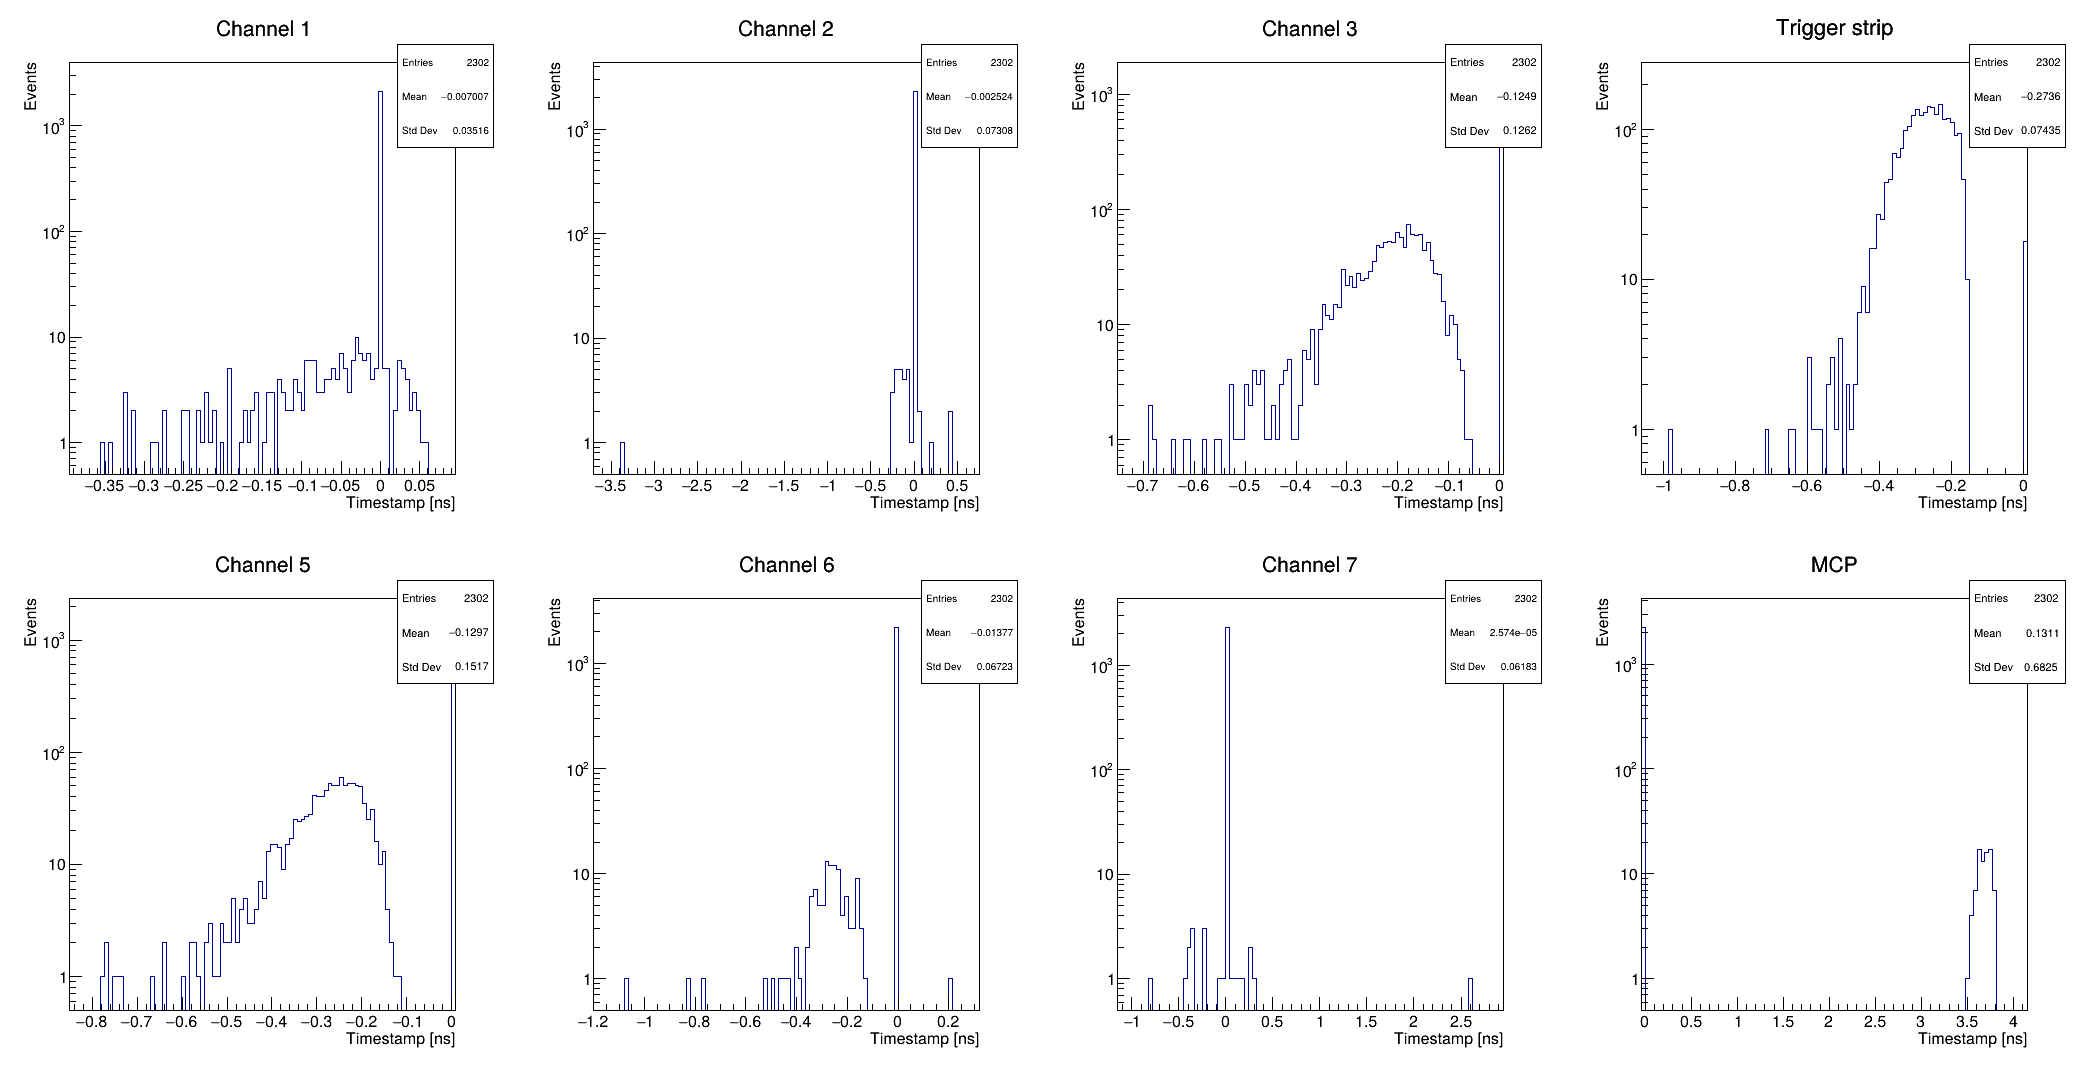 Channel 1
Events
Entries 2302
Mean −0.007007
Std Dev 0.03516
10³
10²
10
1
−0.35 −0.3 −0.25 −0.2 −0.15 −0.1 −0.05 0 0.05
Timestamp [ns]
Channel 2
Events
Entries 2302
Mean −0.002524
Std Dev 0.07308
10³
10²
10
1
−3.5 −3 −2.5 −2 −1.5 −1 −0.5 0 0.5
Timestamp [ns]
Channel 3
Events
Entries 2302
Mean −0.1249
Std Dev 0.1262
10³
10²
10
1
−0.7 −0.6 −0.5 −0.4 −0.3 −0.2 −0.1 0
Timestamp [ns]
Trigger strip
Events
Entries 2302
Mean −0.2736
Std Dev 0.07435
10²
10
1
−1 −0.8 −0.6 −0.4 −0.2 0
Timestamp [ns]
Channel 5
Events
Entries 2302
Mean −0.1297
Std Dev 0.1517
10³
10²
10
1
−0.8 −0.7 −0.6 −0.5 −0.4 −0.3 −0.2 −0.1 0
Timestamp [ns]
Channel 6
Events
Entries 2302
Mean −0.01377
Std Dev 0.06723
10³
10²
10
1
−1.2 −1 −0.8 −0.6 −0.4 −0.2 0 0.2
Timestamp [ns]
Channel 7
Events
Entries 2302
Mean 2.574e−05
Std Dev 0.06183
10³
10²
10
1
−1 −0.5 0 0.5 1 1.5 2 2.5
Timestamp [ns]
MCP
Events
Entries 2302
Mean 0.1311
Std Dev 0.6825
10³
10²
10
1
0 0.5 1 1.5 2 2.5 3 3.5 4
Timestamp [ns]